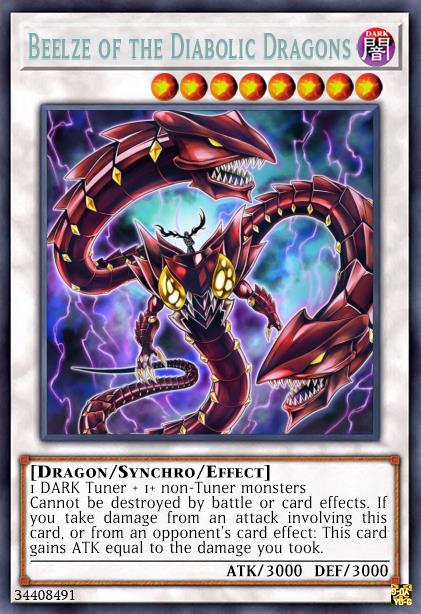 BEELZE OF THE DIABOLIC DRAGONS
DARK
闇
[DRAGON/SYNCHRO/EFFECT]
1 DARK Tuner + 1+ non-Tuner monsters
Cannot be destroyed by battle or card effects. If
you take damage from an attack involving this
card, or from an opponent's card effect: This card
gains ATK equal to the damage you took.
ATK/3000 DEF/3000
34408491